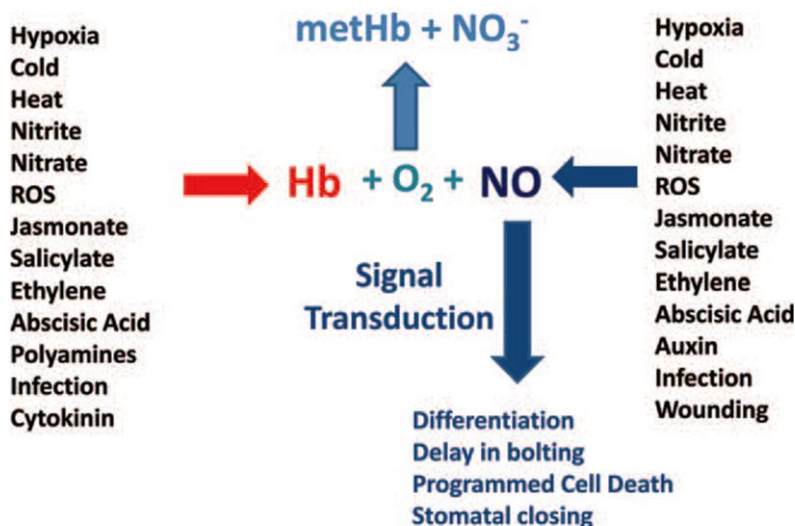 Hypoxia
Cold
Heat
Nitrite
Nitrate
ROS
Jasmonate
Salicylate
Ethylene
Abscisic Acid
Polyamines
Infection
Cytokinin
metHb + NO₃⁻
Hb + O₂ + NO
Signal
Transduction
Differentiation
Delay in bolting
Programmed Cell Death
Stomatal closing
Hypoxia
Cold
Heat
Nitrite
Nitrate
ROS
Jasmonate
Salicylate
Ethylene
Abscisic Acid
Auxin
Infection
Wounding